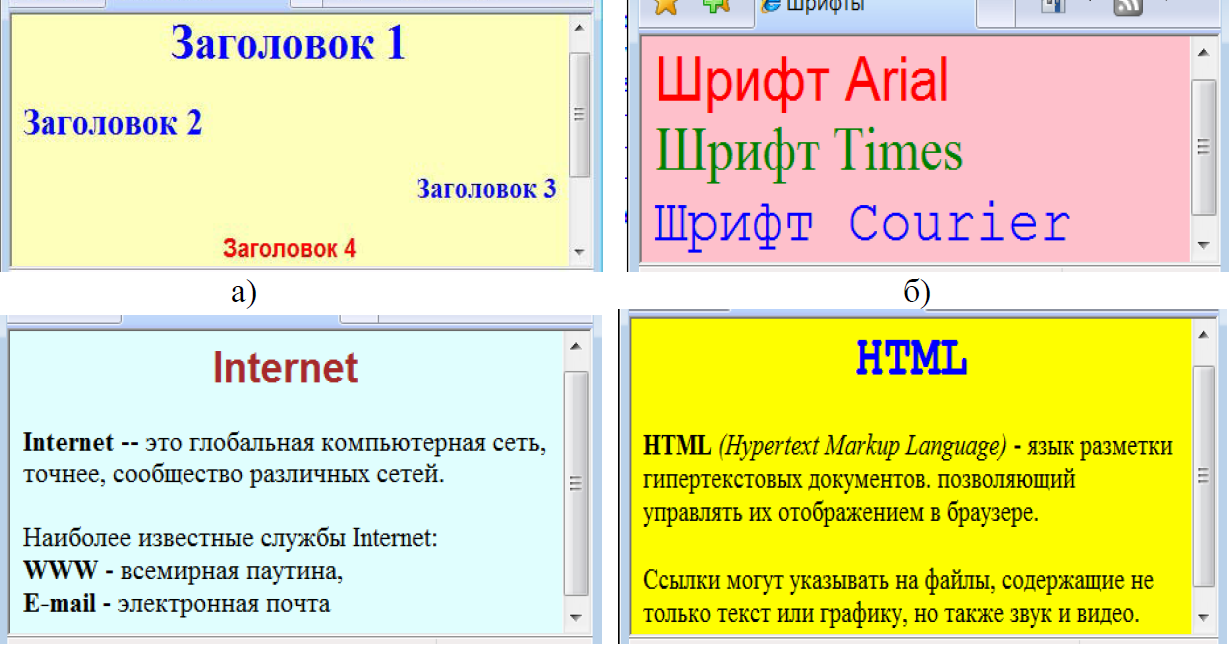 Шрифты
Заголовок 1
Заголовок 2
Заголовок 3
Заголовок 4
а)
Шрифт Arial
Шрифт Times
Шрифт Courier
б)
Internet
Internet -- это глобальная компьютерная сеть,
точнее, сообщество различных сетей.
Наиболее известные службы Internet:
WWW - всемирная паутина,
E-mail - электронная почта
HTML
HTML (Hypertext Markup Language) - язык разметки
гипертекстовых документов. позволяющий
управлять их отображением в браузере.
Ссылки могут указывать на файлы, содержащие не
только текст или графику, но также звук и видео.